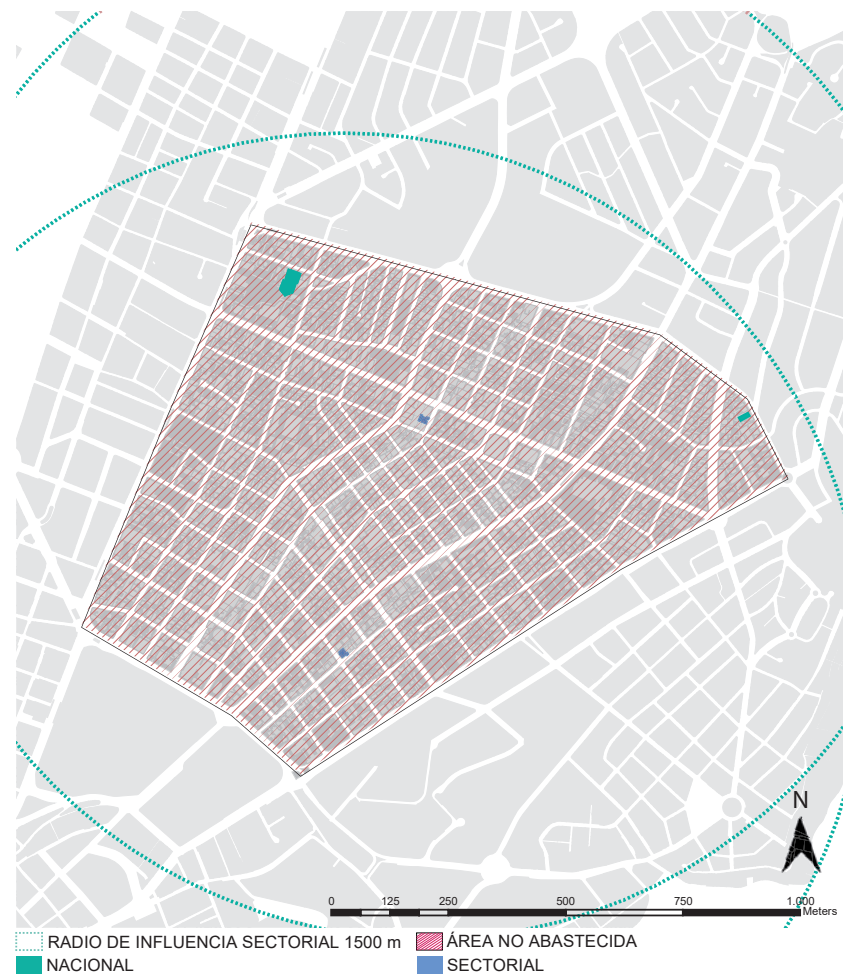 N
0 125 250 500 750 1.000
Meters
RADIO DE INFLUENCIA SECTORIAL 1500 m ÁREA NO ABASTECIDA
NACIONAL SECTORIAL